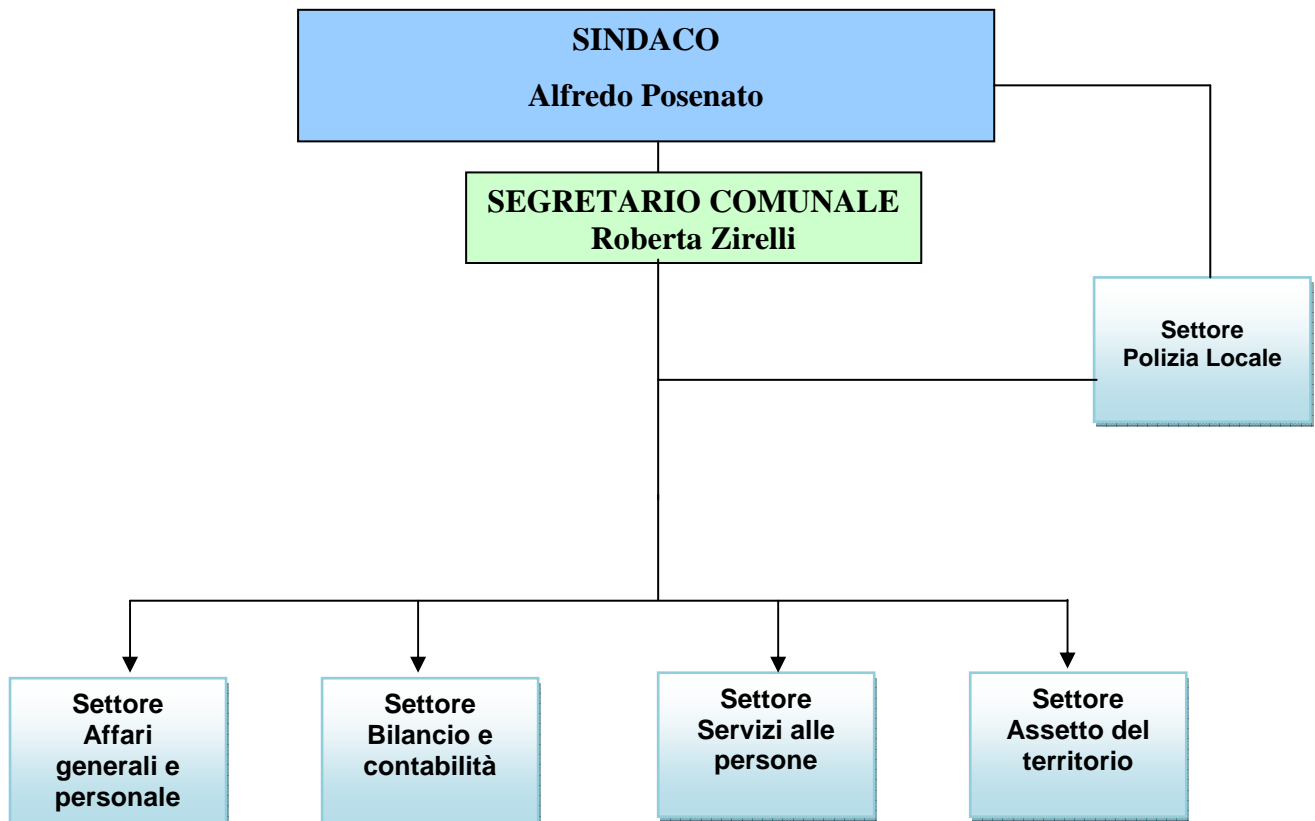 SINDACO
Alfredo Posenato
SEGRETARIO COMUNALE
Roberta Zirelli
Settore
Polizia Locale
Settore
Affari
generali e
personale
Settore
Bilancio e
contabilità
Settore
Servizi alle
persone
Settore
Assetto del
territorio